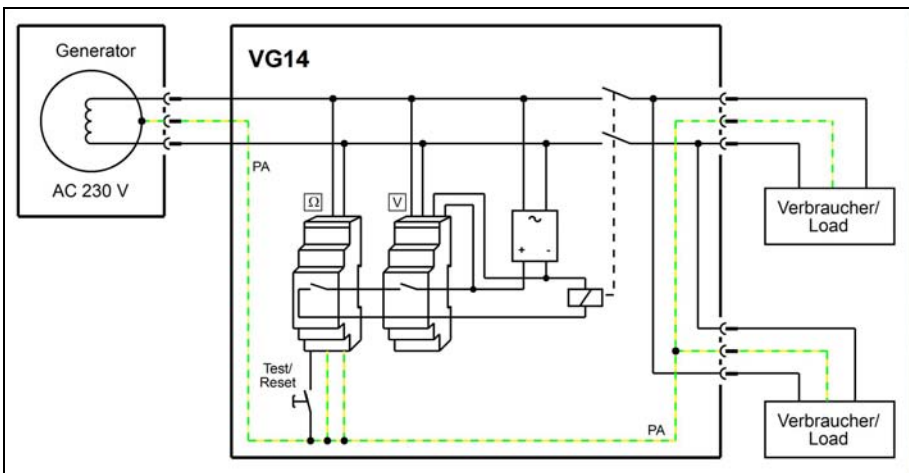 Generator
AC 230 V
VG14
PA
Ω
V
~
+ -
Test/
Reset
PA
Verbraucher/
Load
Verbraucher/
Load